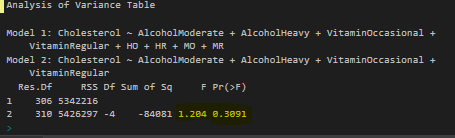 Analysis of Variance Table
Model 1: Cholesterol ~ AlcoholModerate + AlcoholHeavy + VitaminOccasional +
VitaminRegular + HO + HR + MO + MR
Model 2: Cholesterol ~ AlcoholModerate + AlcoholHeavy + VitaminOccasional +
VitaminRegular
Res.Df RSS Df Sum of Sq F Pr(>F)
1 306 5342216
2 310 5426297 -4 -84081 1.204 0.3091
>